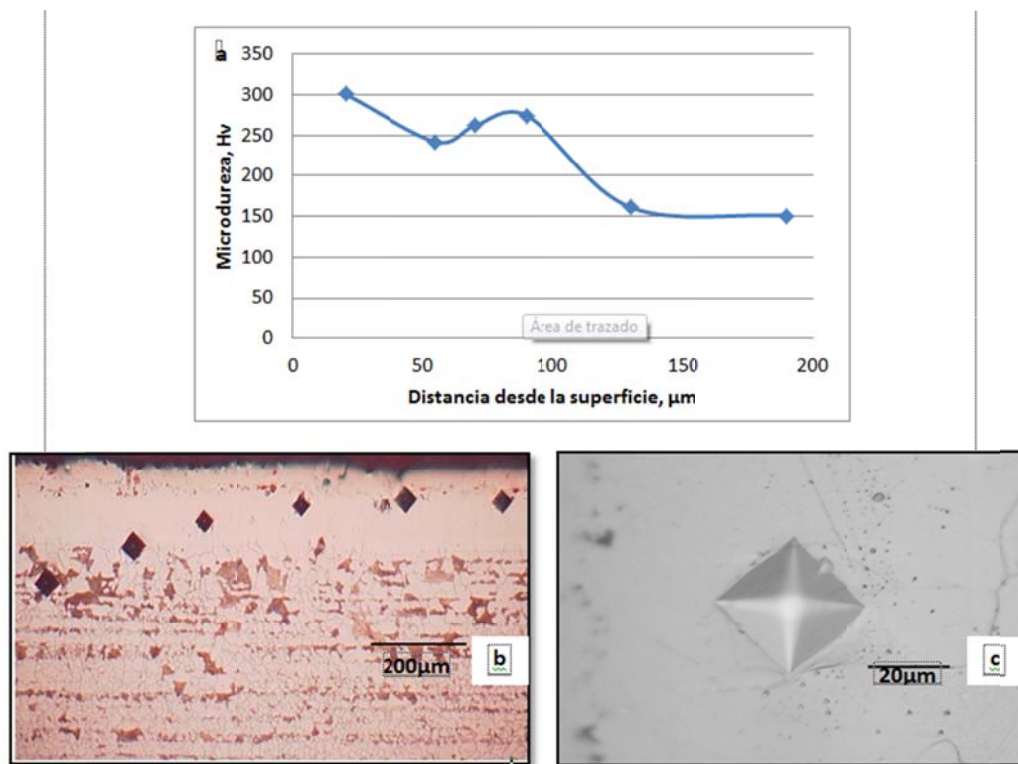 a
350
300
250
200
150
100
50
0
Microdureza, Hv
Área de trazado
0 50 100 150 200
Distancia desde la superficie, µm
200µm
b
20µm
c